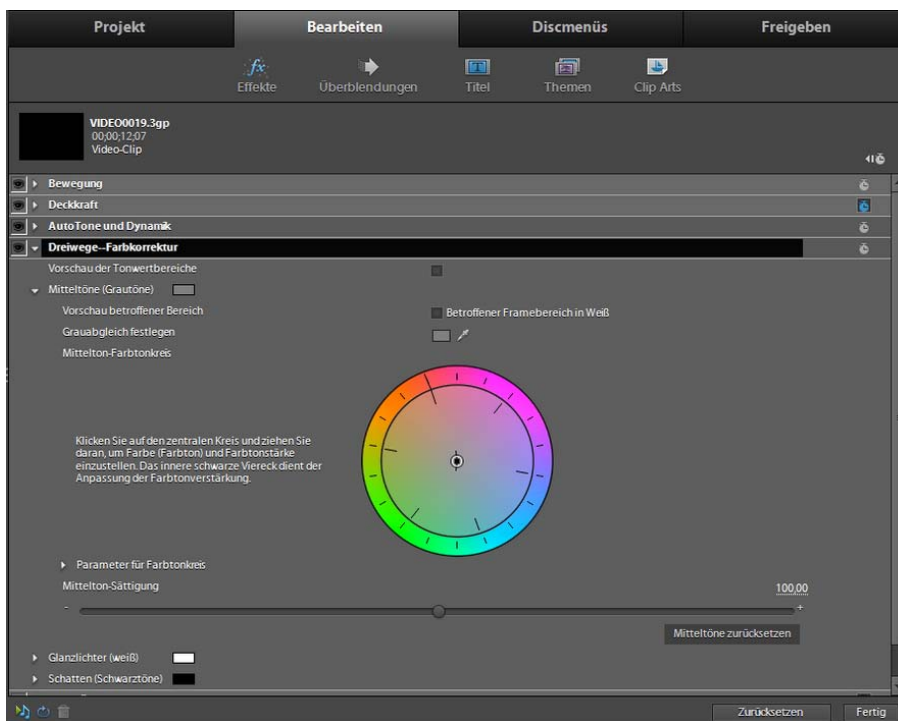 Projekt Bearbeiten Discmenüs Freigeben
fx
Effekte Überblendungen Titel Themen Clip Arts
VIDEO0019.3gp
00;00;12;07
Video-Clip
Bewegung
Deckkraft
AutoTone und Dynamik
Dreiwege--Farbkorrektur
Vorschau der Tonwertbereiche
Mitteltöne (Grautöne)
Vorschau betroffener Bereich Betroffener Framebereich in Weiß
Grauabgleich festlegen
Mittelton-Farbtonkreis
Klicken Sie auf den zentralen Kreis und ziehen Sie
daran, um Farbe (Farbton) und Farbtonstärke
einzustellen. Das innere schwarze Viereck dient der
Anpassung der Farbtonverstärkung.
Parameter für Farbtonkreis
Mittelton-Sättigung 100,00
- +
Mitteltöne zurücksetzen
Glanzlichter (weiß)
Schatten (Schwarztöne)
Zurücksetzen Fertig